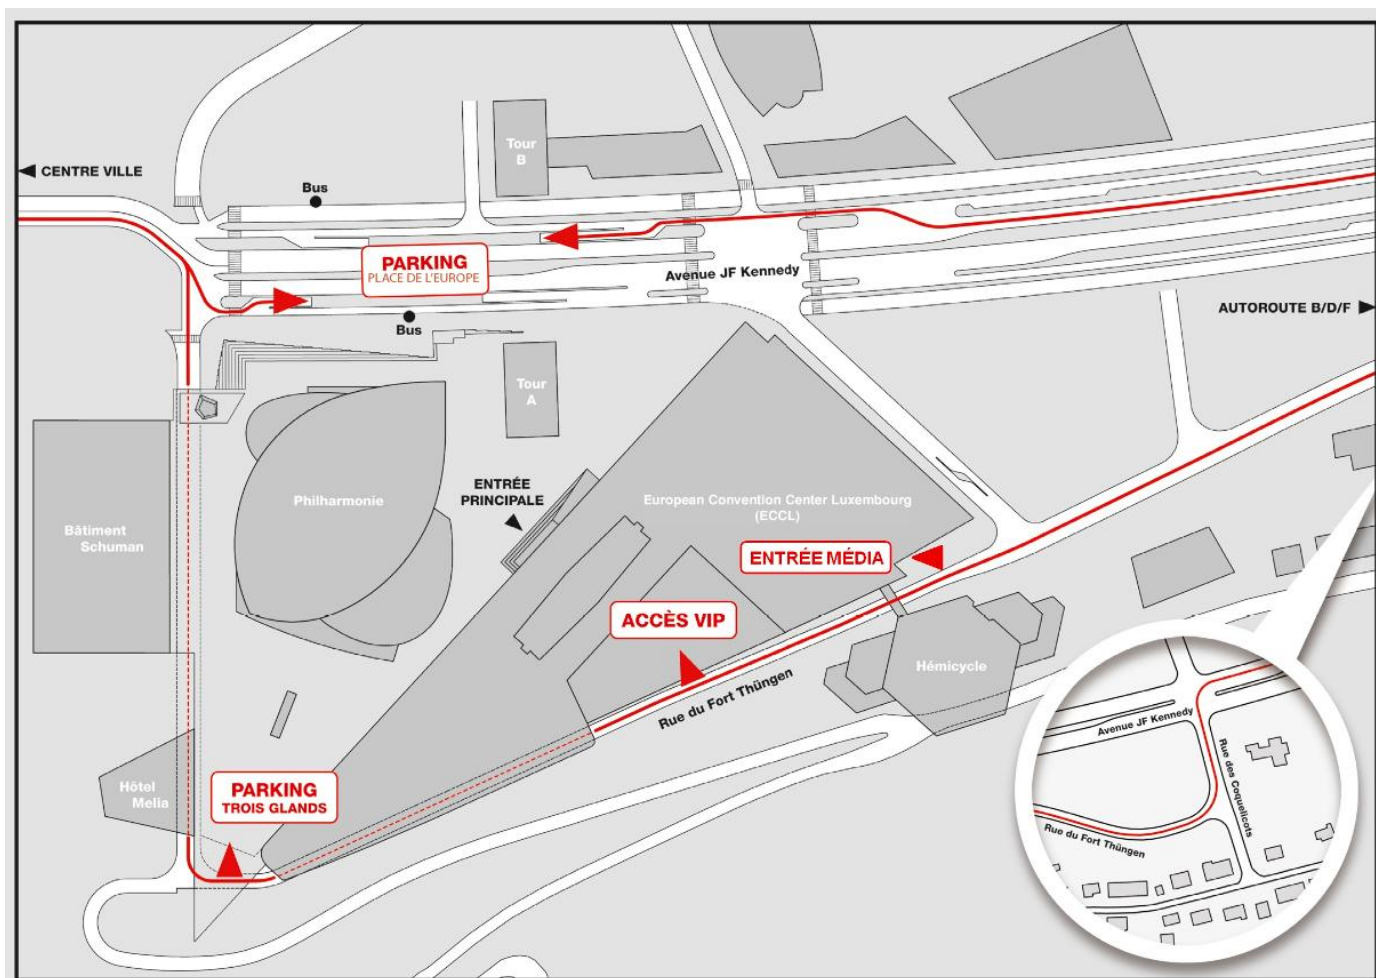 Tour
B
CENTRE VILLE
Bus
PARKING
PLACE DE L'EUROPE
Avenue JF Kennedy
AUTOROUTE B/D/F
Bus
Tour
A
ENTRÉE
PRINCIPALE
Philharmonie
European Convention Center Luxembourg
(ECCL)
Bâtiment
Schuman
ENTRÉE MÉDIA
ACCÈS VIP
Hémicycle
Rue du Fort Thüngen
Hôtel
Melia
PARKING
TROIS GLANDS
Avenue JF Kennedy
Rue des Coquelicots
Rue du Fort Thüngen